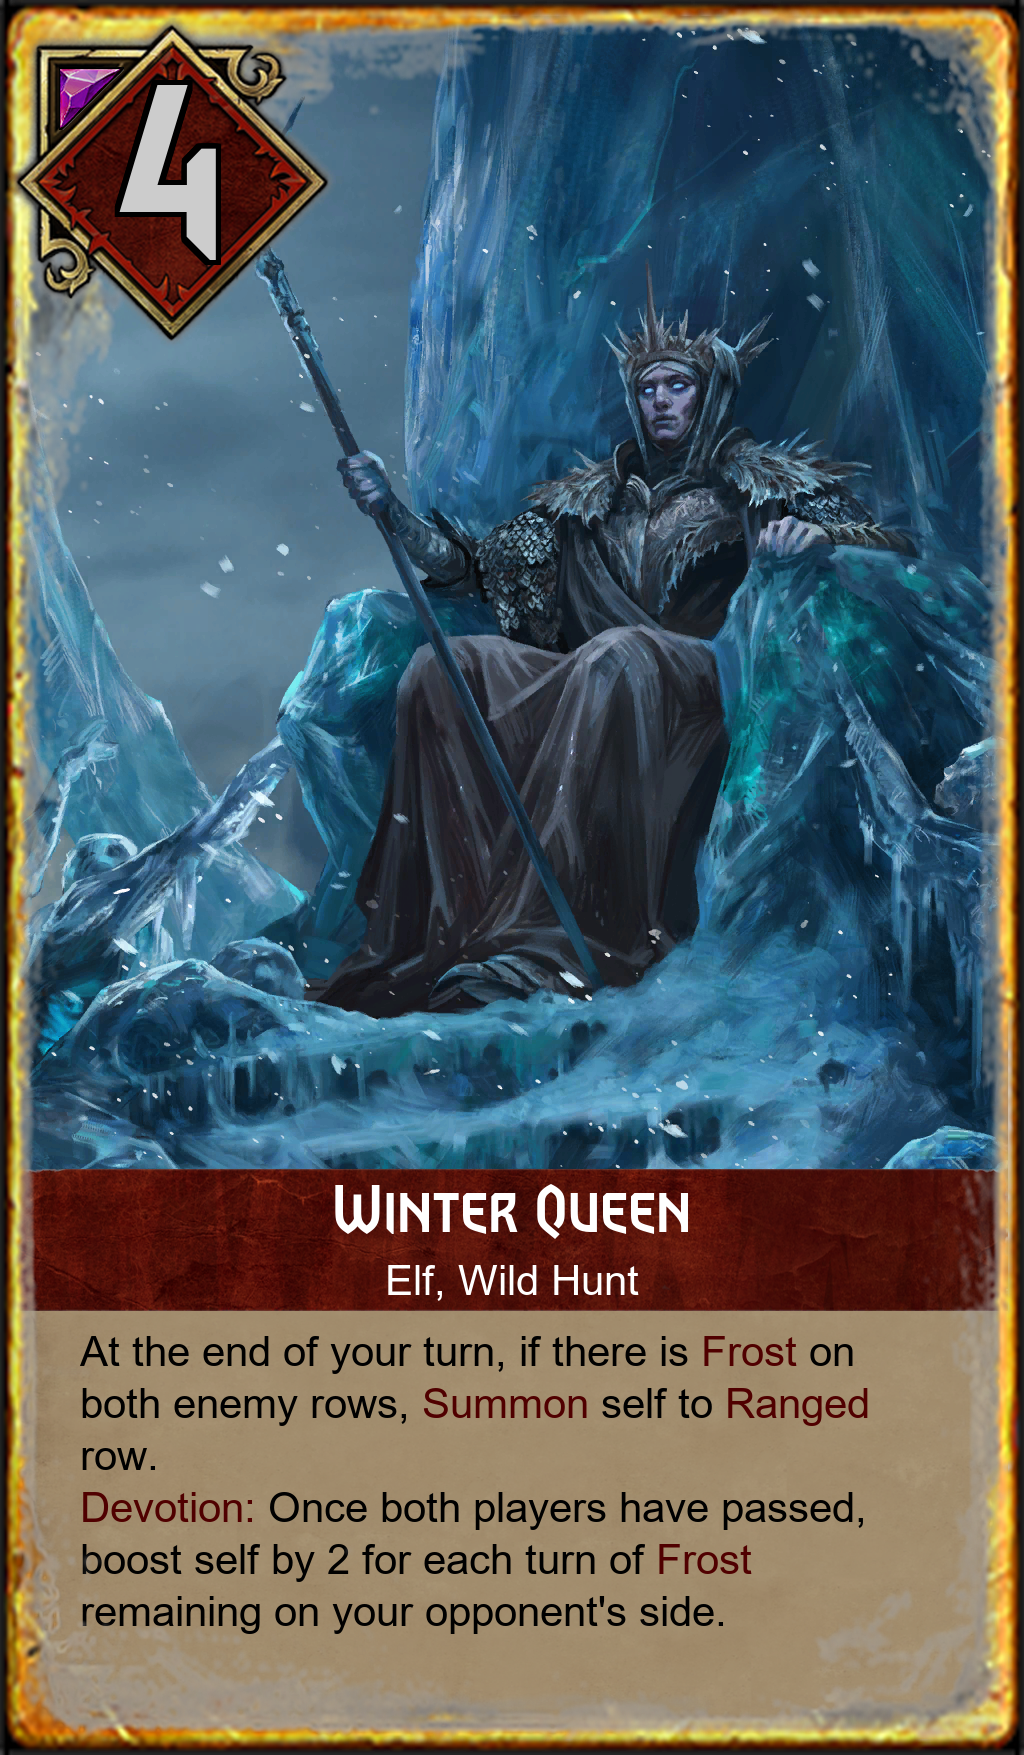 4
Winter Queen
Elf, Wild Hunt
At the end of your turn, if there is Frost on
both enemy rows, Summon self to Ranged
row.
Devotion: Once both players have passed,
boost self by 2 for each turn of Frost
remaining on your opponent's side.